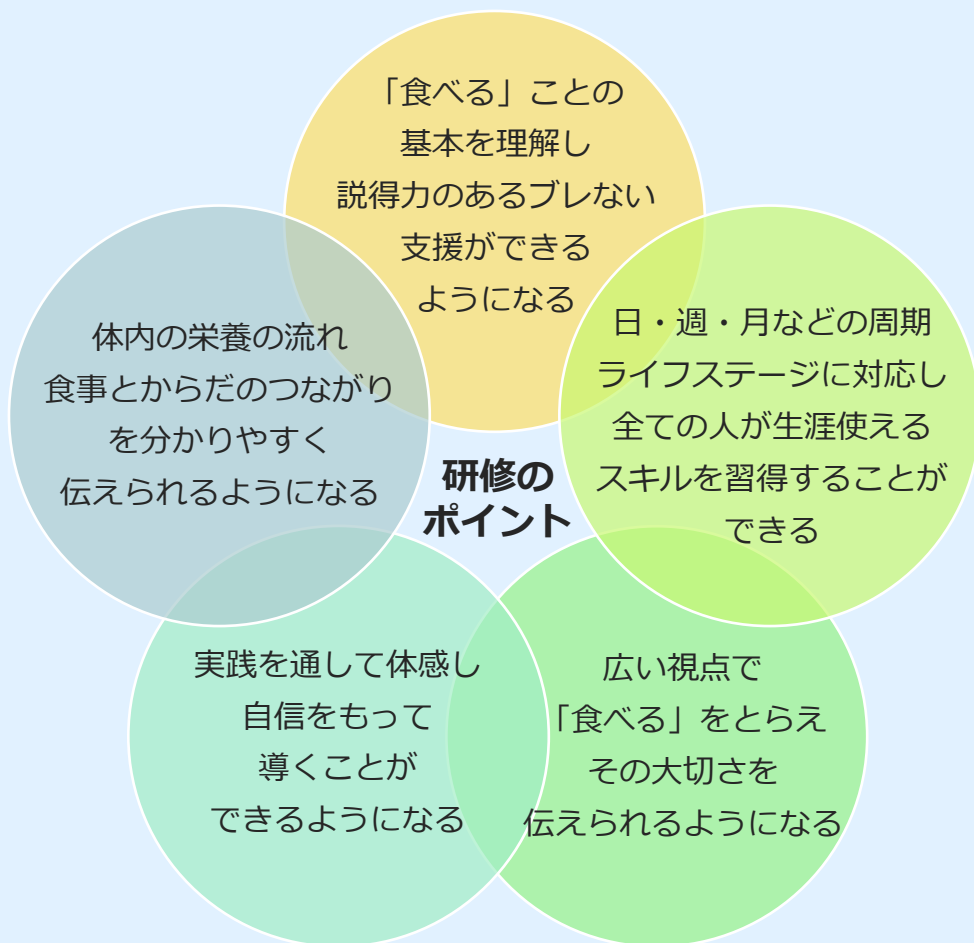 「食べる」ことの
基本を理解し
説得力のあるブレない
支援ができる
ようになる
日・週・月などの周期
ライフステージに対応し
全ての人が生涯使える
スキルを習得することが
できる
広い視点で
「食べる」をとらえ
その大切さを
伝えられるようになる
実践を通して体感し
自信をもって
導くことが
できるようになる
体内の栄養の流れ
食事とからだのつながり
を分かりやすく
伝えられるようになる
研修の
ポイント